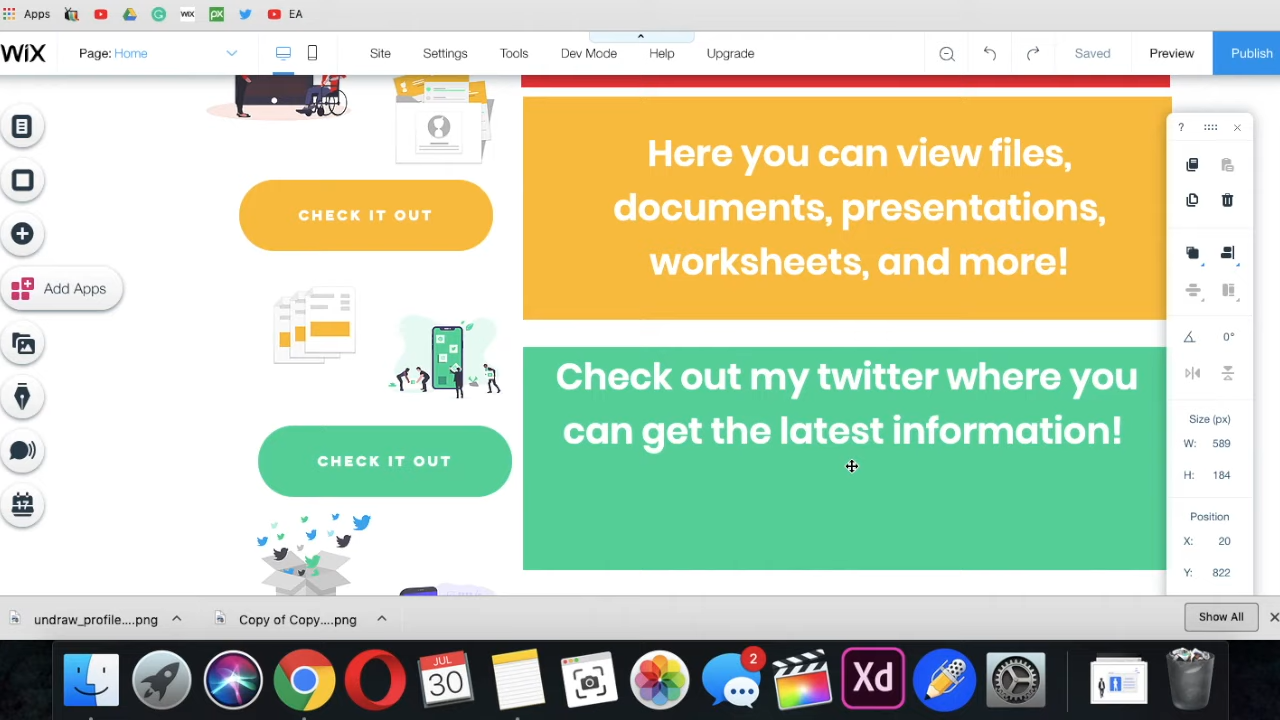 Apps
WIX
PX
EA
WiX
Page: Home
Site
Settings
Tools
Dev Mode
Help
Upgrade
Saved
Preview
Publish
Here you can view files,
documents, presentations,
worksheets, and more!
CHECK IT OUT
Add Apps
Check out my twitter where you
can get the latest information!
CHECK IT OUT
17
?
0°
Size (px)
W: 589
H: 184
Position
X: 20
Y: 822
undraw_profile....png
Copy of Copy....png
Show All
JUL
30
2
Xd